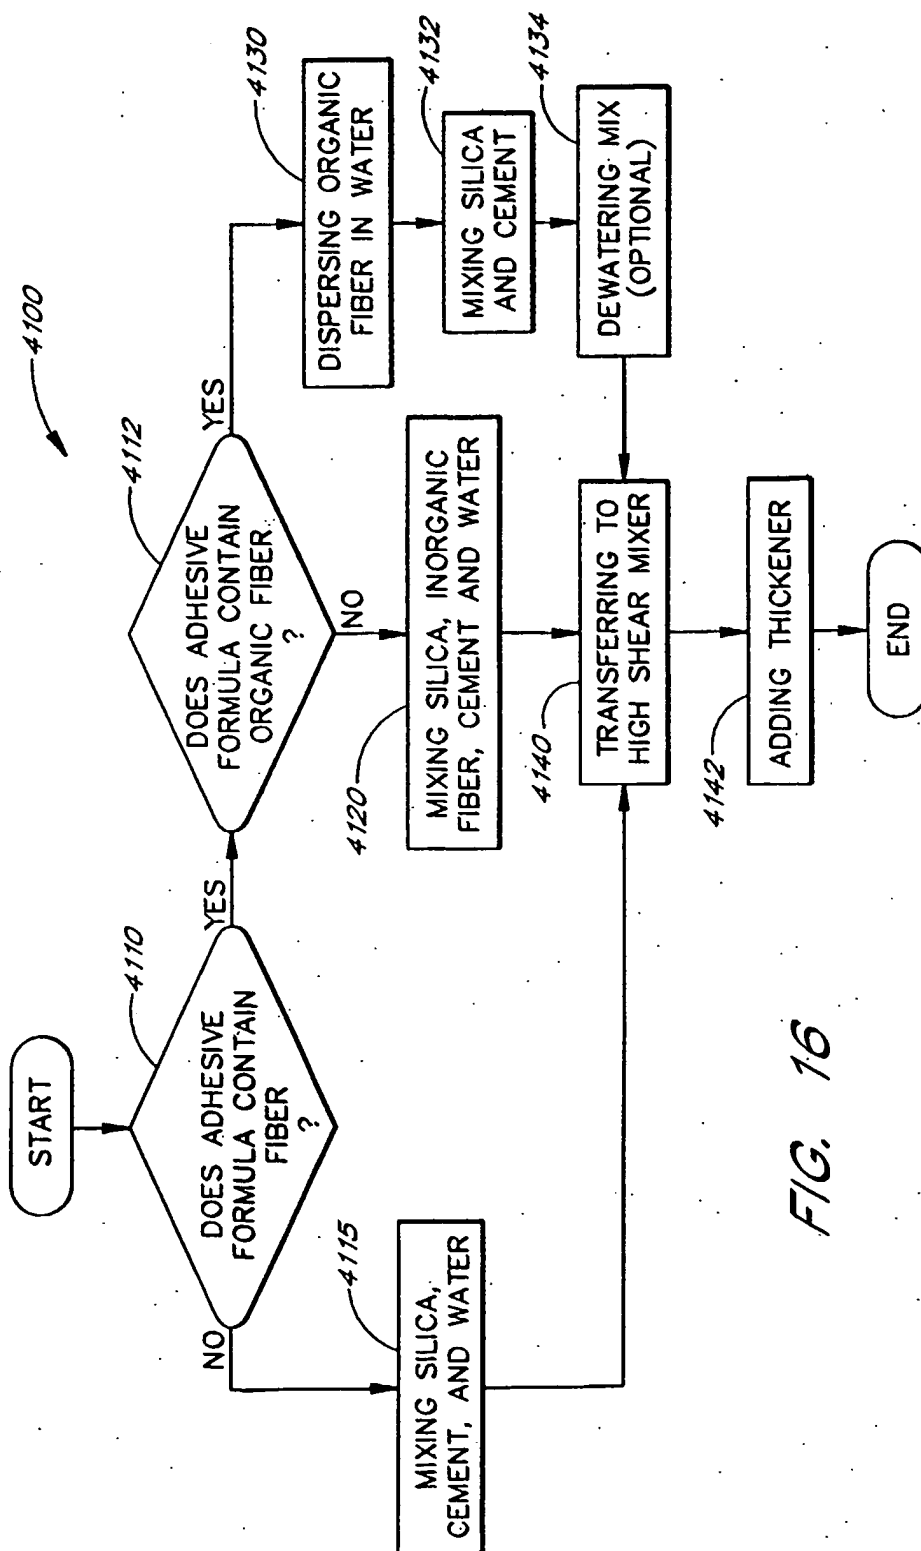 4100
START
4110
DOES ADHESIVE
FORMULA CONTAIN
FIBER
?
NO
YES
4112
DOES ADHESIVE
FORMULA CONTAIN
ORGANIC FIBER
?
YES
NO
4115
MIXING SILICA,
CEMENT, AND WATER
4120
MIXING SILICA, INORGANIC
FIBER, CEMENT AND WATER
4130
DISPERSING ORGANIC
FIBER IN WATER
4132
MIXING SILICA
AND CEMENT
4134
DEWATERING MIX
(OPTIONAL)
4140
TRANSFERRING TO
HIGH SHEAR MIXER
4142
ADDING THICKENER
END
FIG. 16